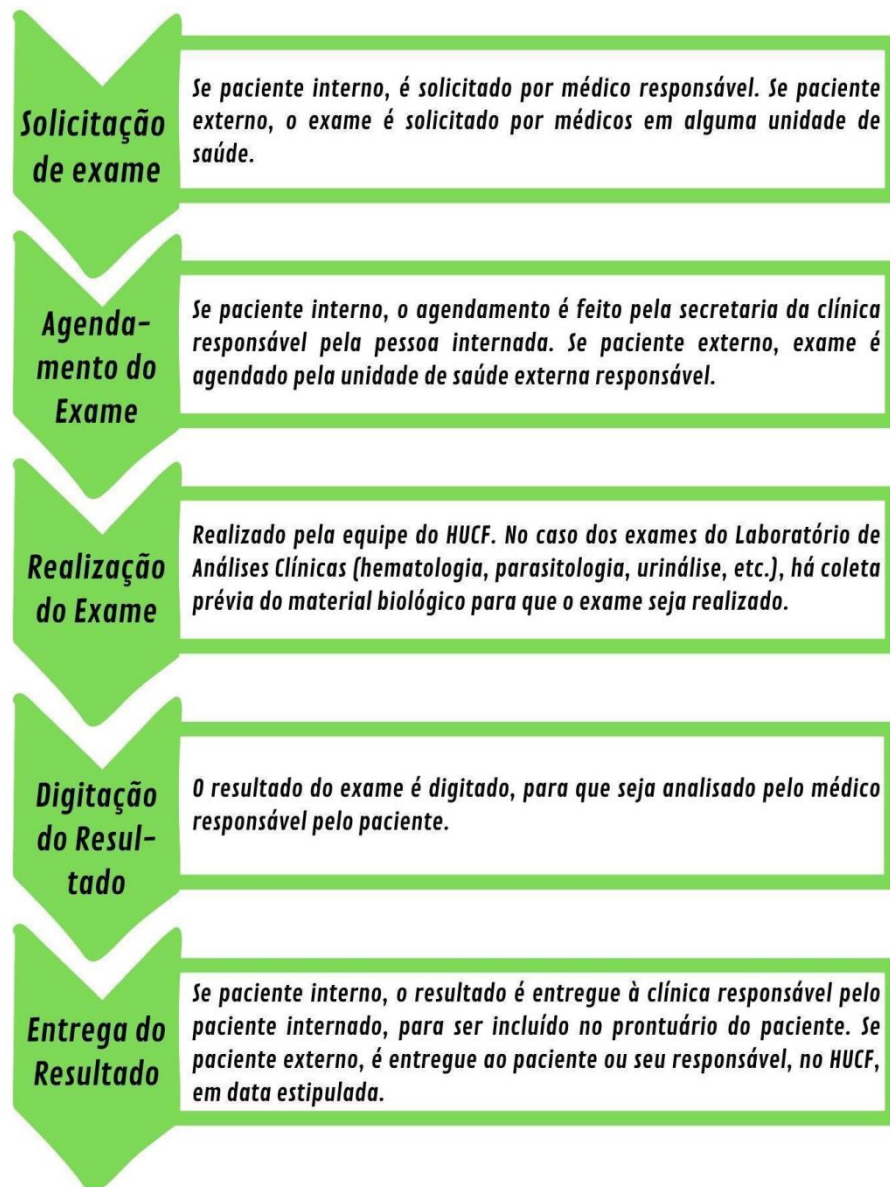 Solicitação
de exame
Se paciente interno, é solicitado por médico responsável. Se paciente
externo, o exame é solicitado por médicos em alguma unidade de
saúde.
Agenda-
mento do
Exame
Se paciente interno, o agendamento é feito pela secretaria da clínica
responsável pela pessoa internada. Se paciente externo, exame é
agendado pela unidade de saúde externa responsável.
Realização
do Exame
Realizado pela equipe do HUCF. No caso dos exames do Laboratório de
Análises Clínicas (hematologia, parasitologia, urinálise, etc.), há coleta
prévia do material biológico para que o exame seja realizado.
Digitação
do Resul-
tado
O resultado do exame é digitado, para que seja analisado pelo médico
responsável pelo paciente.
Entrega do
Resultado
Se paciente interno, o resultado é entregue à clínica responsável pelo
paciente internado, para ser incluído no prontuário do paciente. Se
paciente externo, é entregue ao paciente ou seu responsável, no HUCF,
em data estipulada.